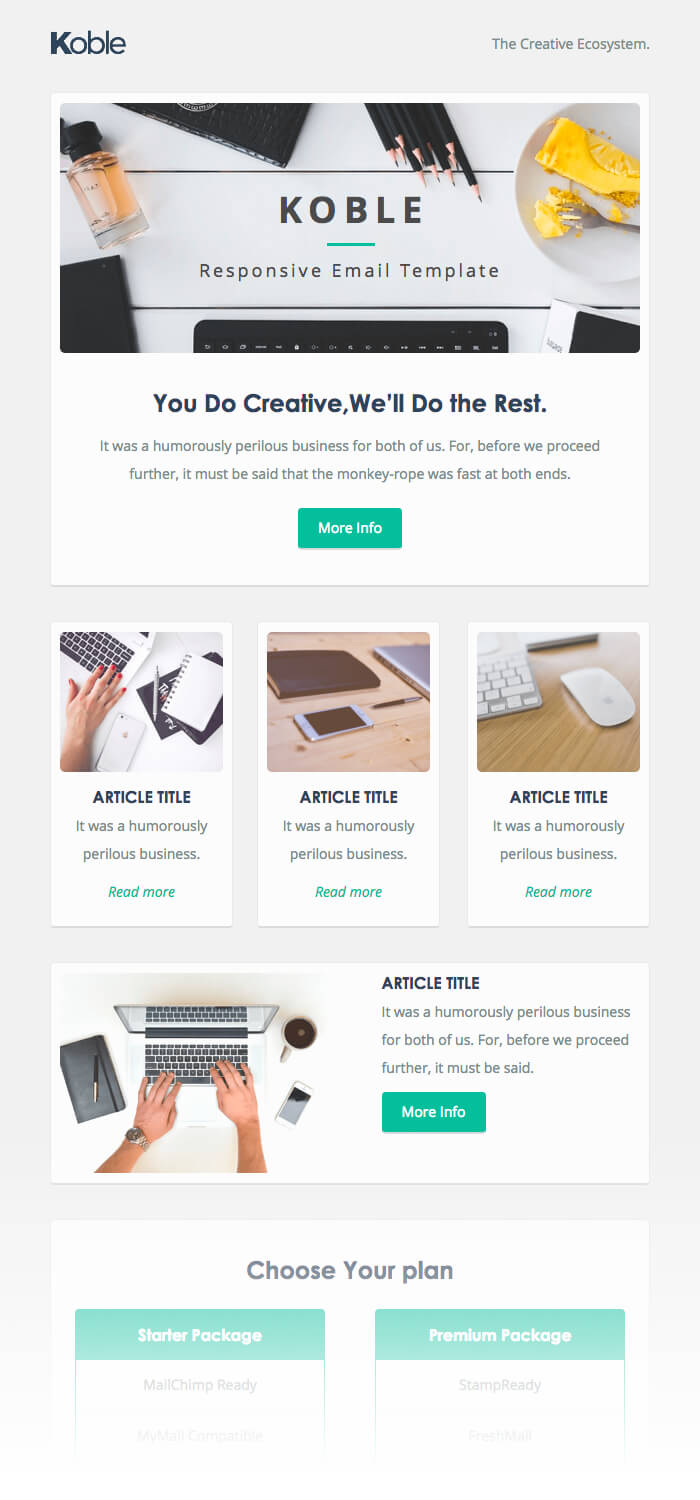 Koble
The Creative Ecosystem.
KOBLE
Responsive Email Template
You Do Creative,We'll Do the Rest.
It was a humorously perilous business for both of us. For, before we proceed
further, it must be said that the monkey-rope was fast at both ends.
More Info
ARTICLE TITLE
It was a humorously
perilous business.
Read more
ARTICLE TITLE
It was a humorously
perilous business.
Read more
ARTICLE TITLE
It was a humorously
perilous business.
Read more
ARTICLE TITLE
It was a humorously perilous business
for both of us. For, before we proceed
further, it must be said.
More Info
Choose Your plan
Starter Package
MailChimp Ready
MyMail Compatible
Premium Package
StampReady
FreshMail